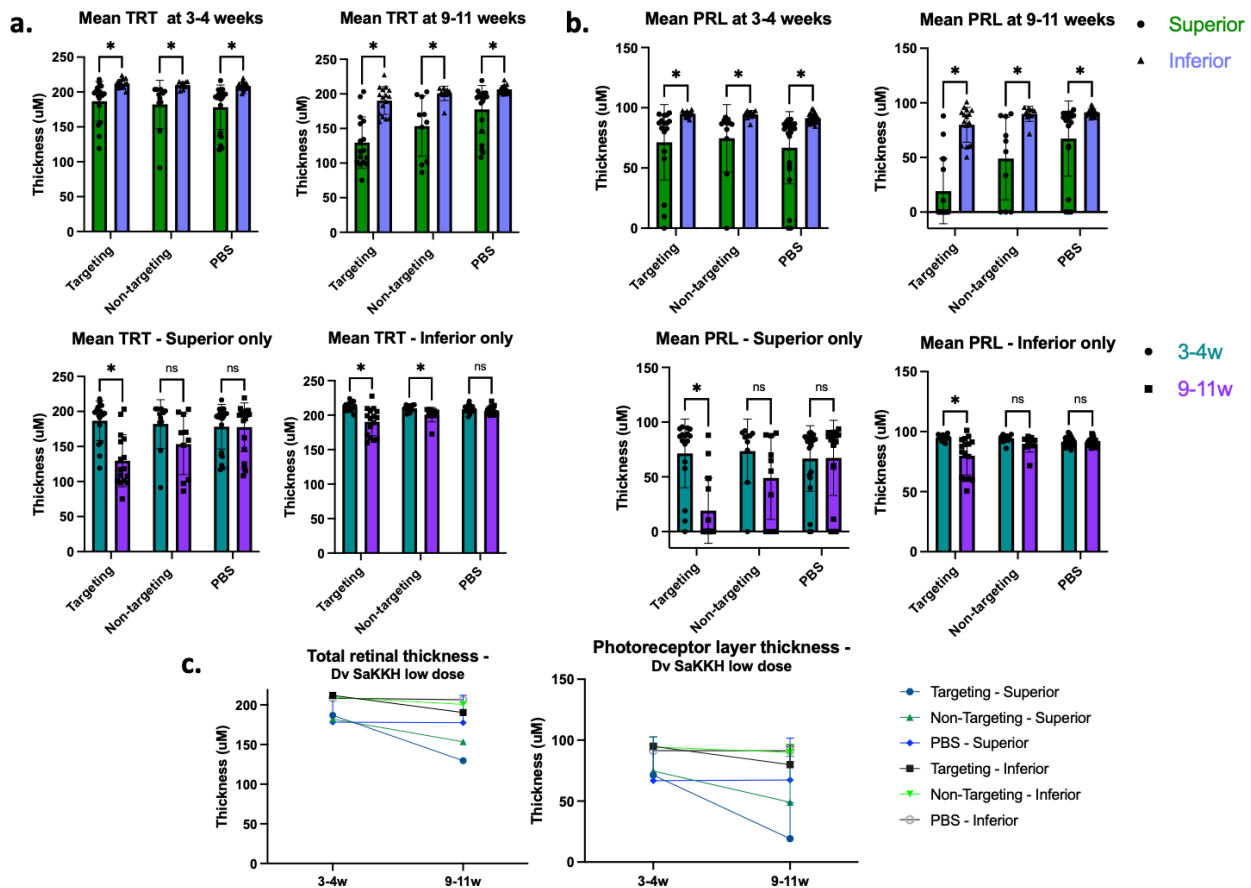 a.
Mean TRT at 3-4 weeks
Thickness (uM)
250
200
150
100
50
0
*
*
*
Targeting
Non-targeting
PBS
Mean TRT at 9-11 weeks
Thickness (uM)
250
200
150
100
50
0
*
*
*
Targeting
Non-targeting
PBS
b.
Mean PRL at 3-4 weeks
Thickness (uM)
150
100
50
0
*
*
*
Targeting
Non-targeting
PBS
Mean PRL at 9-11 weeks
Thickness (uM)
150
100
50
0
*
*
*
Targeting
Non-targeting
PBS
Superior
Inferior
Mean TRT - Superior only
Thickness (uM)
250
200
150
100
50
0
*
ns
ns
Targeting
Non-targeting
PBS
Mean TRT - Inferior only
Thickness (uM)
250
200
150
100
50
0
*
*
ns
Targeting
Non-targeting
PBS
Mean PRL - Superior only
Thickness (uM)
150
100
50
0
*
ns
ns
Targeting
Non-targeting
PBS
Mean PRL - Inferior only
Thickness (uM)
150
100
50
0
*
ns
ns
Targeting
Non-targeting
PBS
3-4w
9-11w
c.
Total retinal thickness -
Dv SaKKH low dose
Thickness (uM)
200
150
100
50
0
3-4w
9-11w
Photoreceptor layer thickness -
Dv SaKKH low dose
Thickness (uM)
150
100
50
0
3-4w
9-11w
Targeting - Superior
Non-Targeting - Superior
PBS - Superior
Targeting - Inferior
Non-Targeting - Inferior
PBS - Inferior